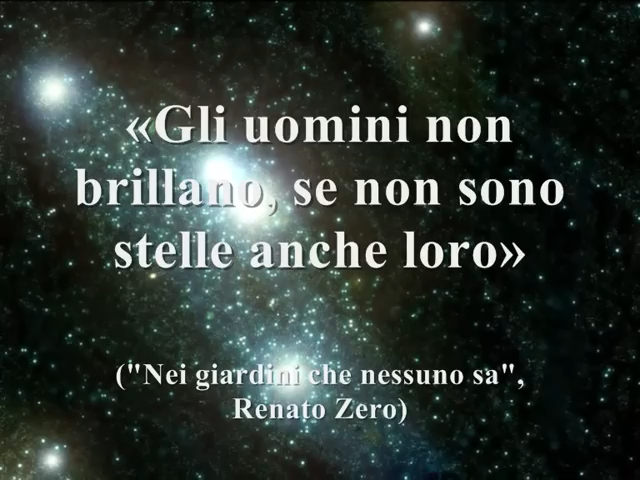 «Gli uomini non
brillano, se non sono
stelle anche loro»
("Nei giardini che nessuno sa",
Renato Zero)